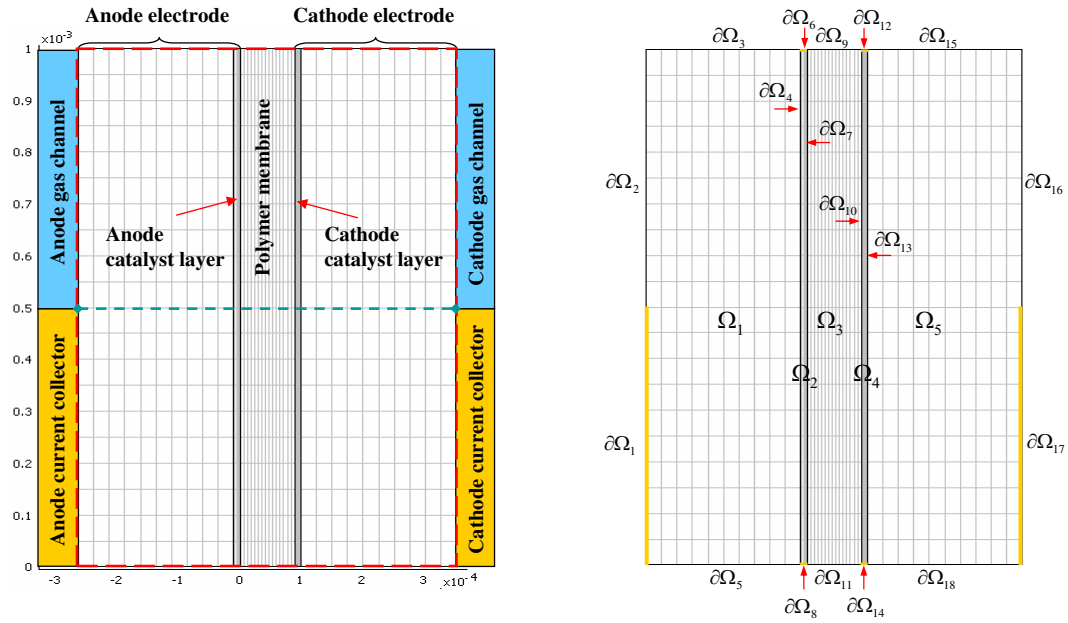 Anode electrode
Cathode electrode
×10⁻³
1
0.9
0.8
0.7
0.6
0.5
0.4
0.3
0.2
0.1
0
Anode gas channel
Anode current collector
Polymer membrane
Anode
catalyst layer
Cathode
catalyst layer
Cathode gas channel
Cathode current collector
-3
-2
-1
0
1
2
3
×10⁻⁴
∂Ω₃
∂Ω₆
∂Ω₉
∂Ω₁₂
∂Ω₁₅
∂Ω₄
∂Ω₇
∂Ω₂
∂Ω₁₆
∂Ω₁₀
∂Ω₁₃
Ω₁
Ω₃
Ω₅
Ω₂
Ω₄
∂Ω₁
∂Ω₁₇
∂Ω₅
∂Ω₁₁
∂Ω₁₈
∂Ω₈
∂Ω₁₄